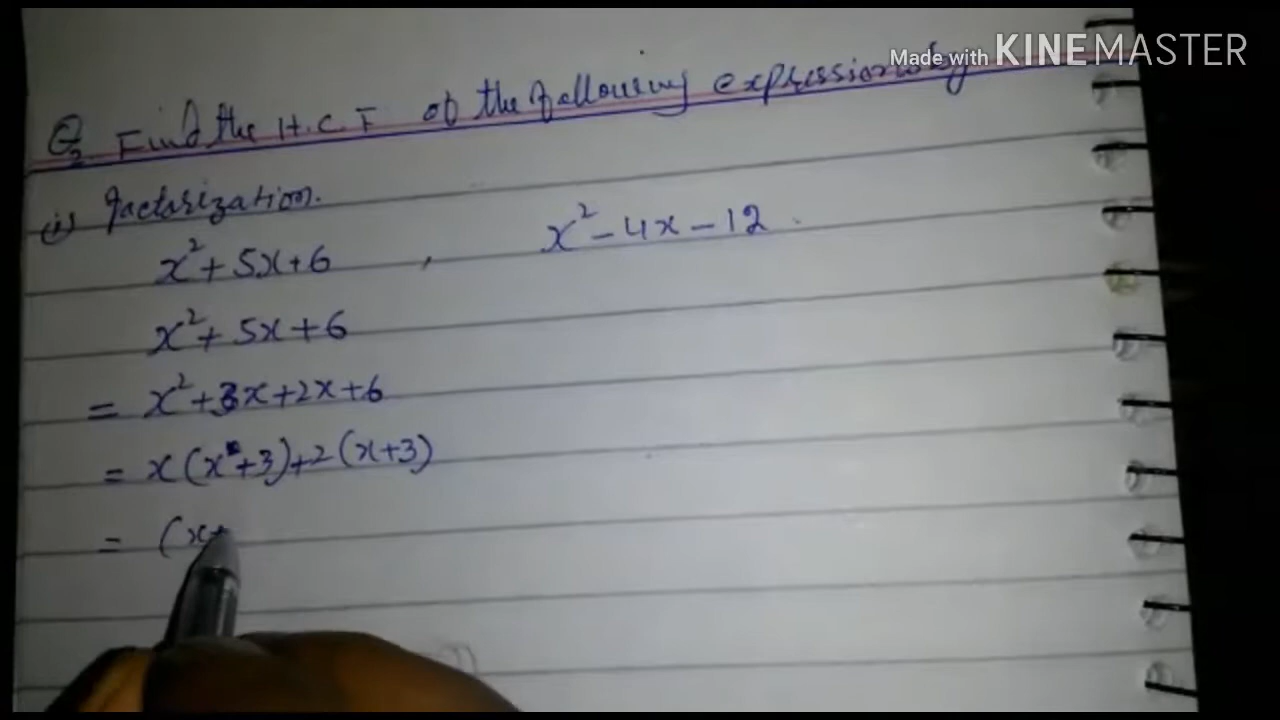 Made with KINEMASTER
Q2 Find the H.C.F of the following expressions by
(i) factorization.
x² + 5x + 6 , x² - 4x - 12.
x² + 5x + 6
= x² + 3x + 2x + 6
= x(x + 3) + 2(x + 3)
= (x+